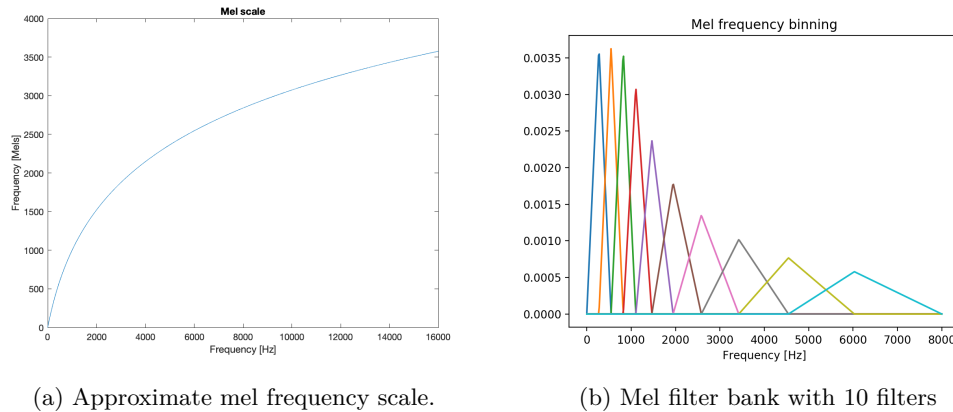 Mel scale
4000
3500
3000
2500
2000
1500
1000
500
0
Frequency [Mels]
0 2000 4000 6000 8000 10000 12000 14000 16000
Frequency [Hz]
(a) Approximate mel frequency scale.
Mel frequency binning
0.0035
0.0030
0.0025
0.0020
0.0015
0.0010
0.0005
0.0000
0 1000 2000 3000 4000 5000 6000 7000 8000
Frequency [Hz]
(b) Mel filter bank with 10 filters